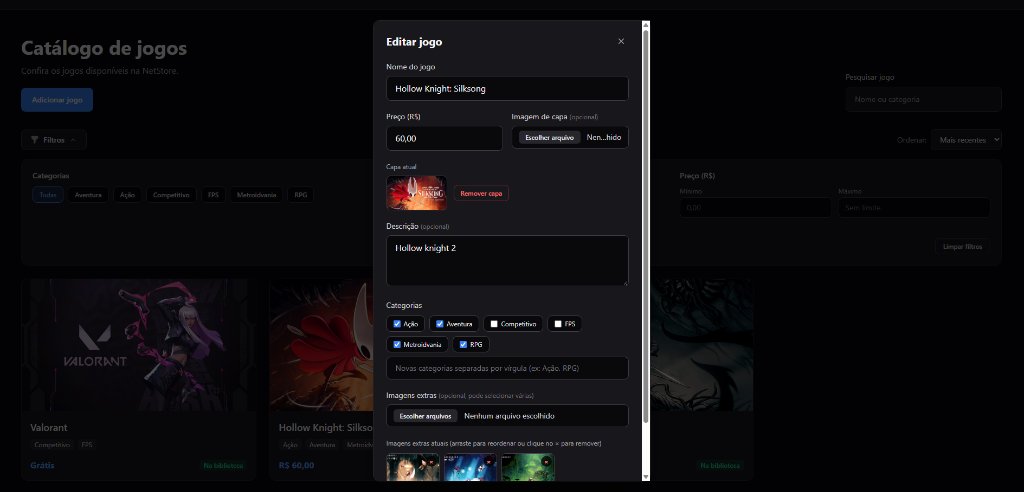 Catálogo de jogos
Confira os jogos disponíveis na NetStore.
Adicionar jogo
Filtros
Categorias
Todas Aventura Ação Competitivo FPS Metroidvania RPG
Pesquisar jogo
Nome ou categoria
Ordenar: Mais recentes
Preço (R$)
Mínimo Máximo
0,00 Sem limite
Limpar filtros
VALORANT
Valorant
Competitivo FPS
Grátis Na biblioteca
Hollow Knight: Silkso
Ação Aventura Metroidv
R$ 60,00
Na biblioteca
Editar jogo ×
Nome do jogo
Hollow Knight: Silksong
Preço (R$) Imagem de capa (opcional)
60,00 Escolher arquivo Nen...hido
Capa atual
SILKSONG Remover capa
Descrição (opcional)
Hollow knight 2
Categorias
Ação Aventura Competitivo FPS
Metroidvania RPG
Novas categorias separadas por vírgula (ex: Ação, RPG)
Imagens extras (opcional, pode selecionar várias)
Escolher arquivos Nenhum arquivo escolhido
Imagens extras atuais (arraste para reordenar ou clique no × para remover)